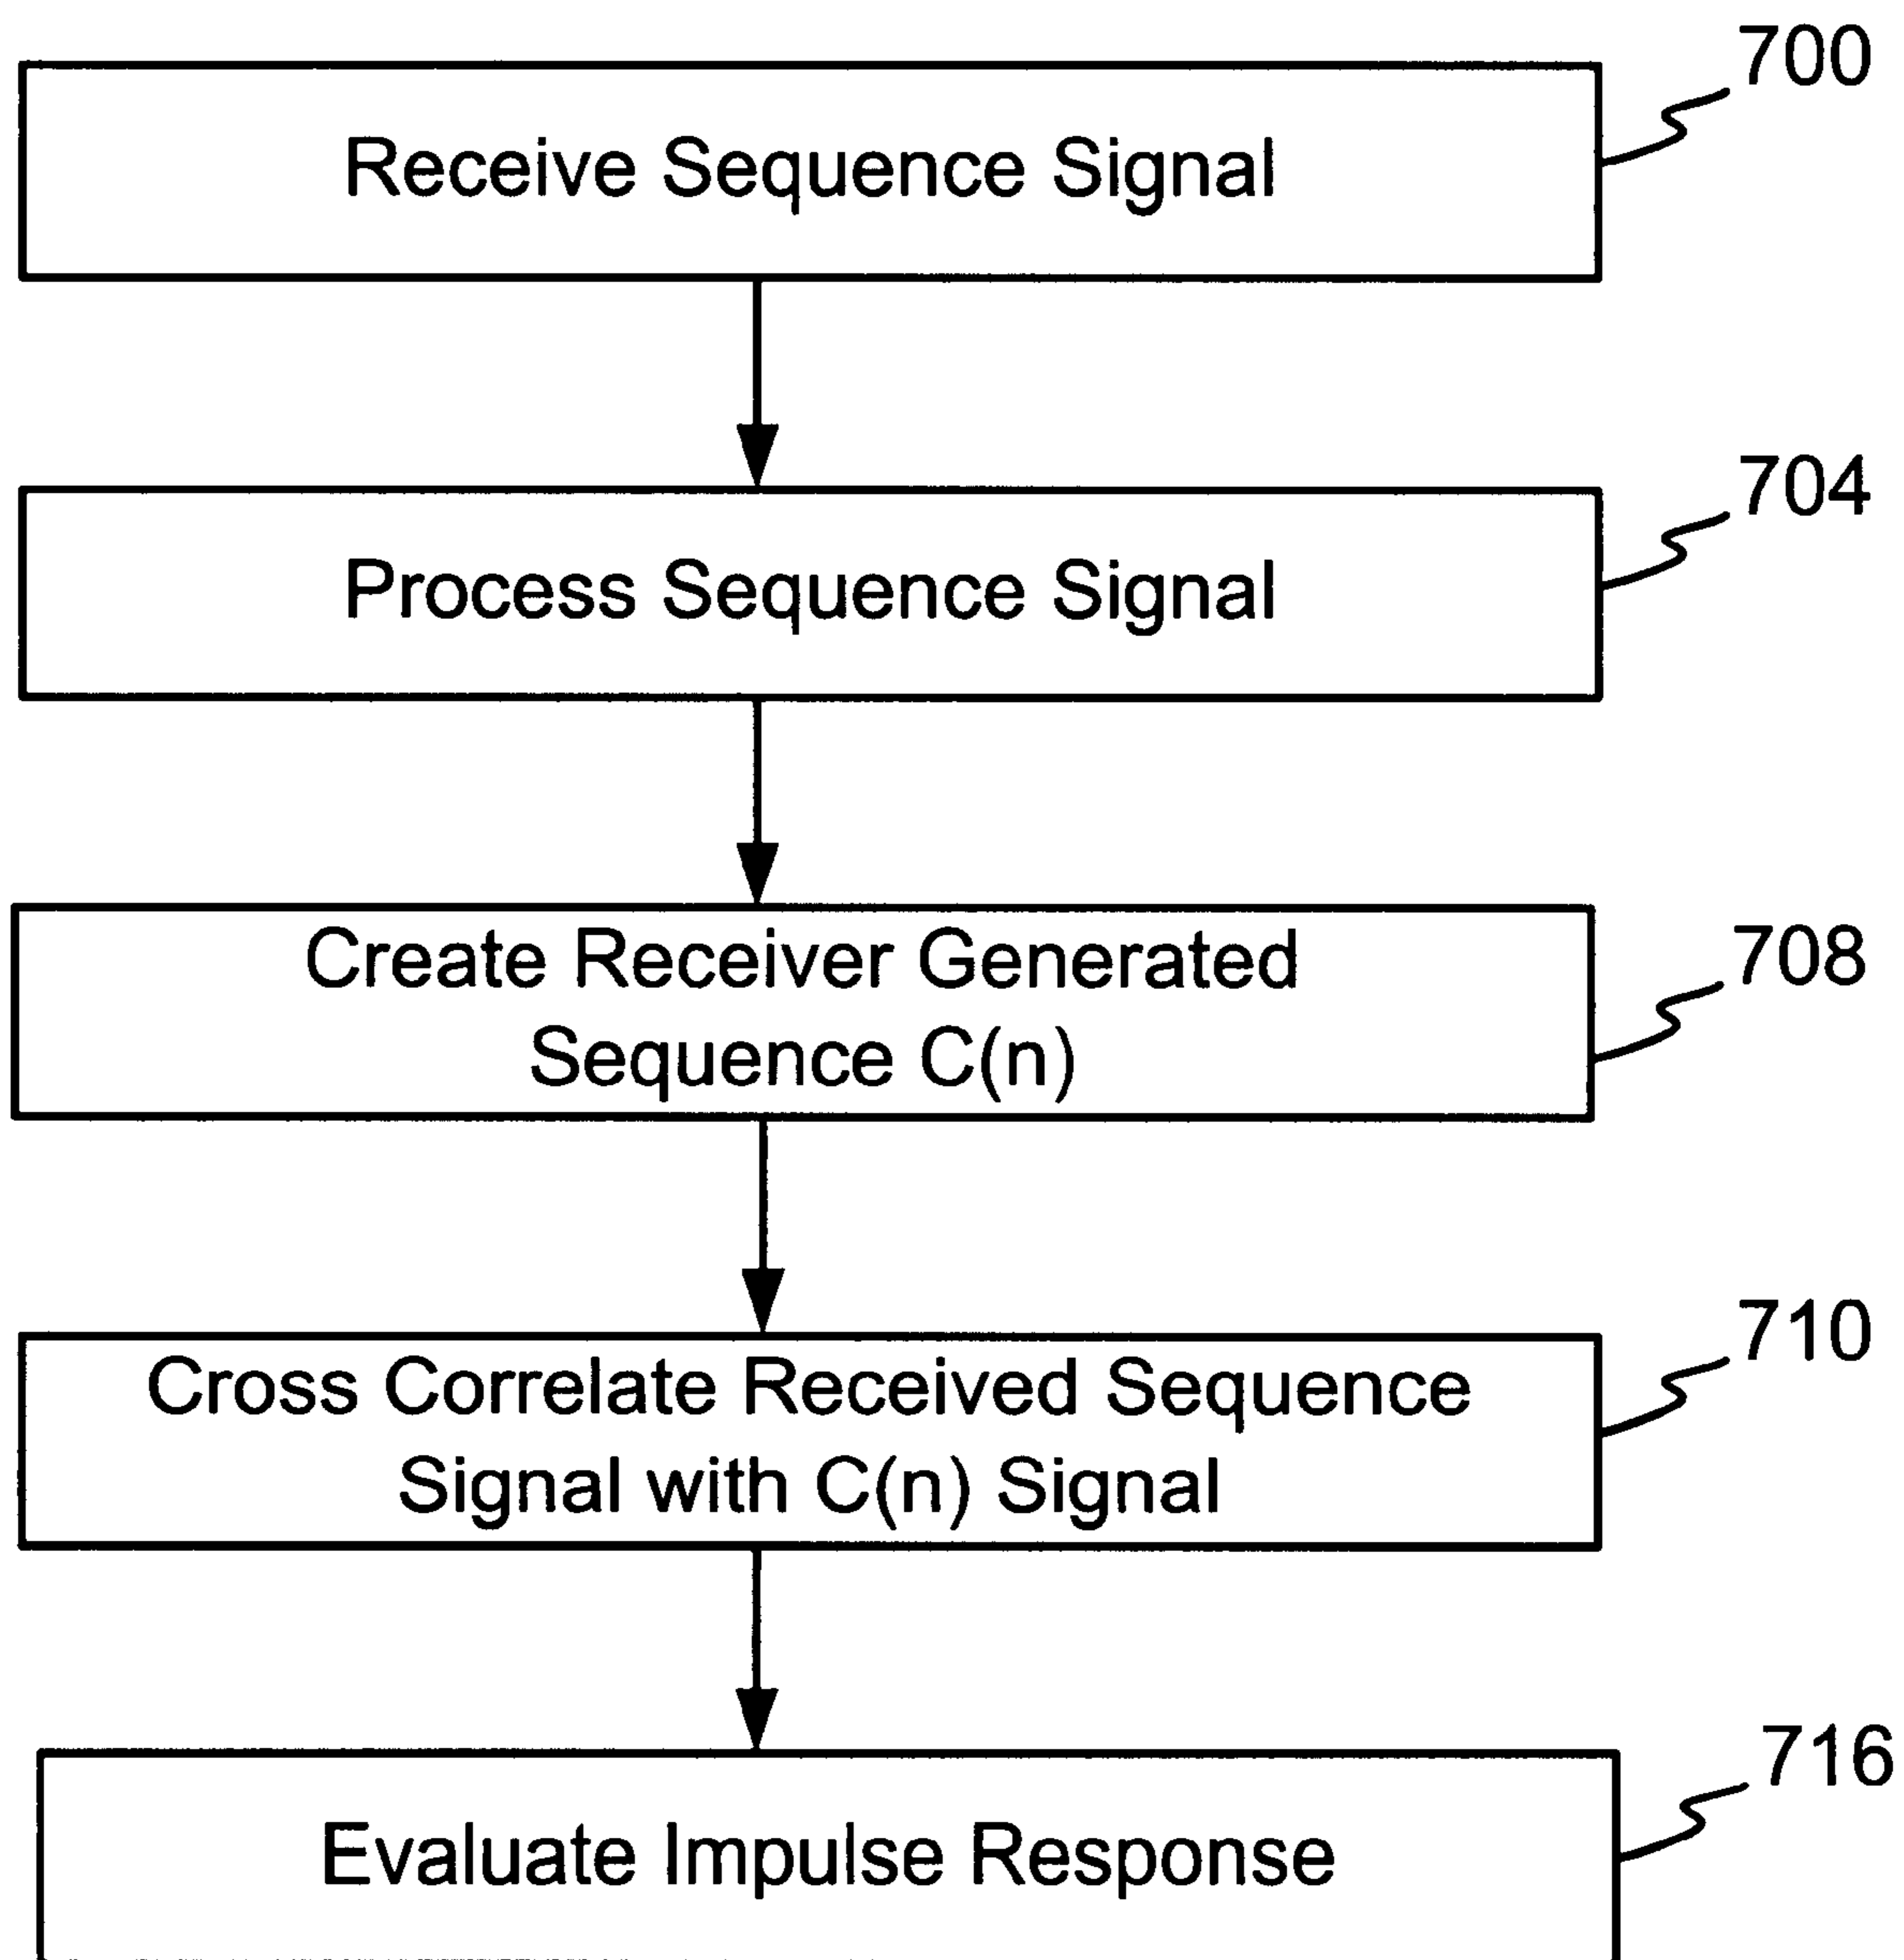 700
Receive Sequence Signal
704
Process Sequence Signal
708
Create Receiver Generated
Sequence C(n)
710
Cross Correlate Received Sequence
Signal with C(n) Signal
716
Evaluate Impulse Response